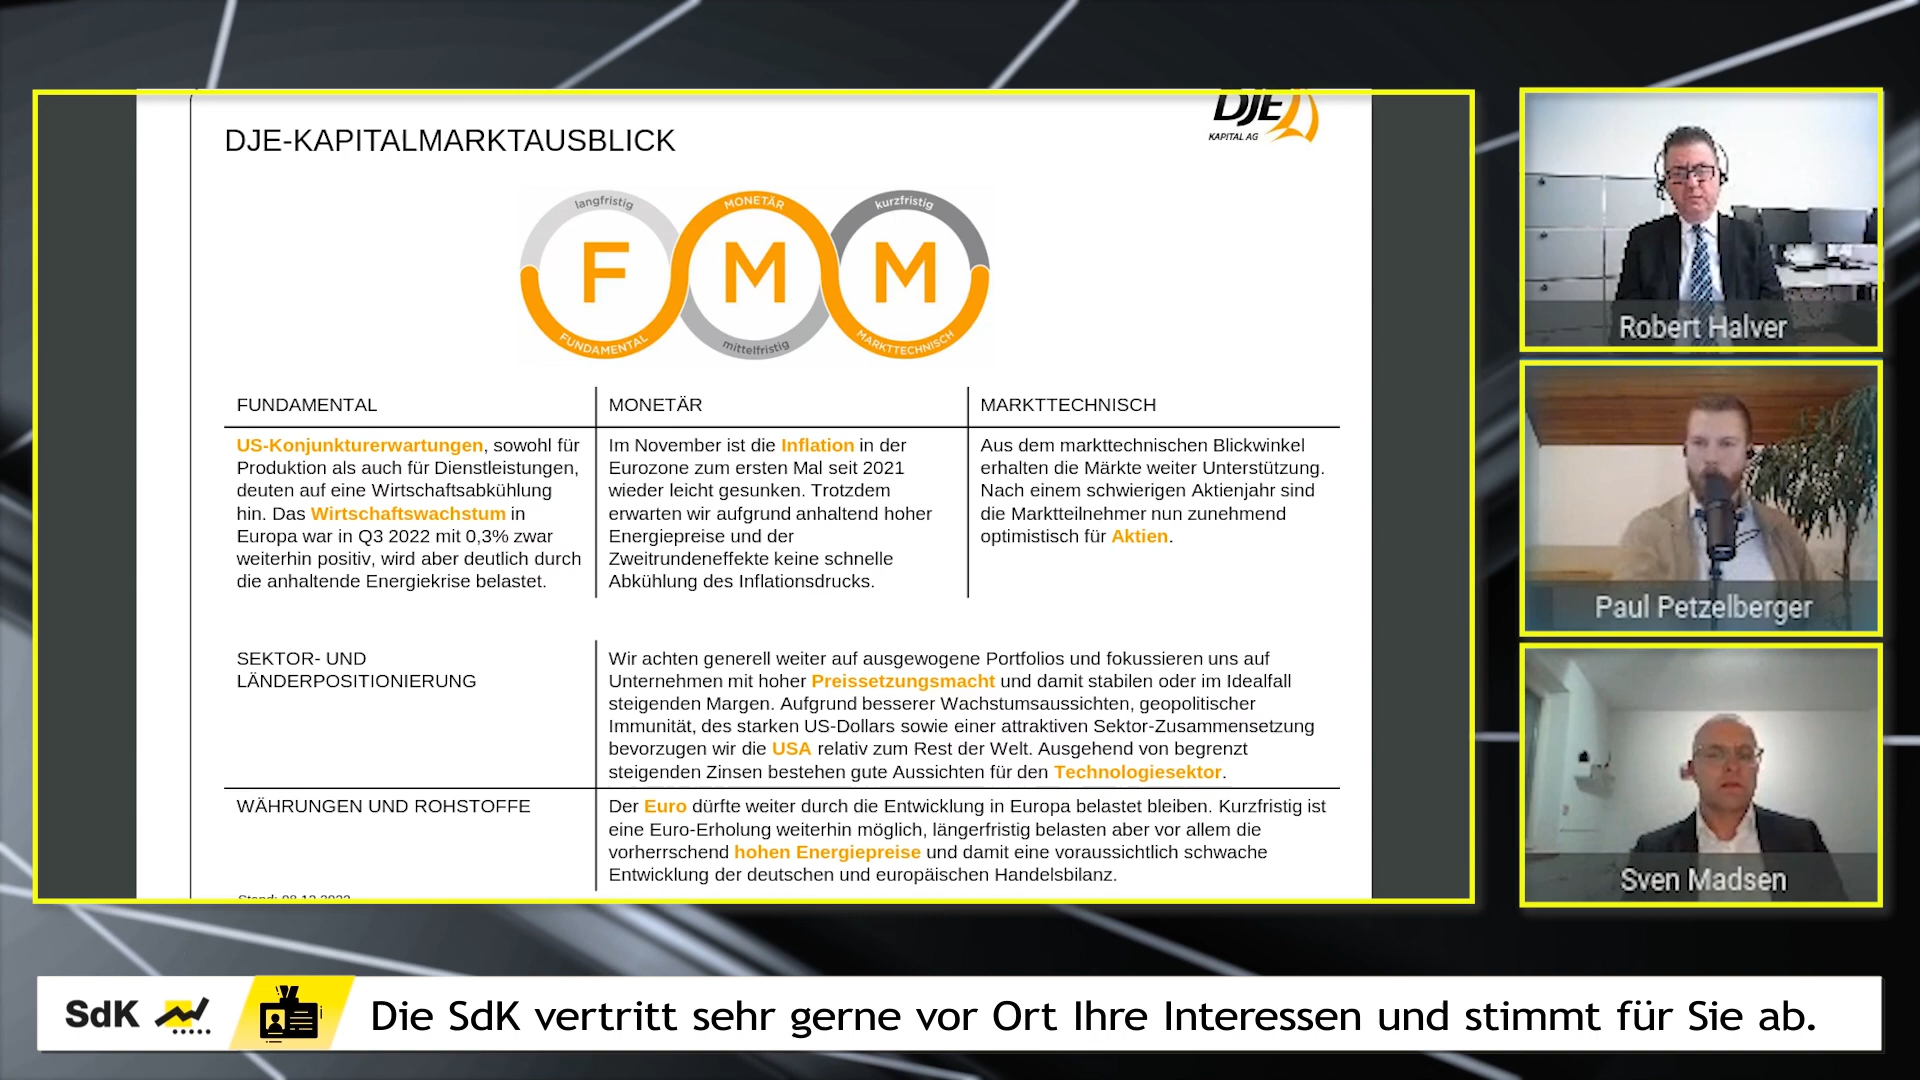 DJE
KAPITAL AG
DJE-KAPITALMARKTAUSBLICK
langfristig
MONETÄR
kurzfristig
F
M
M
FUNDAMENTAL
mittelfristig
MARKTTECHNISCH
FUNDAMENTAL
US-Konjunkturerwartungen, sowohl für
Produktion als auch für Dienstleistungen,
deuten auf eine Wirtschaftsabkühlung
hin. Das Wirtschaftswachstum in
Europa war in Q3 2022 mit 0,3% zwar
weiterhin positiv, wird aber deutlich durch
die anhaltende Energiekrise belastet.
MONETÄR
Im November ist die Inflation in der
Eurozone zum ersten Mal seit 2021
wieder leicht gesunken. Trotzdem
erwarten wir aufgrund anhaltend hoher
Energiepreise und der
Zweitrundeneffekte keine schnelle
Abkühlung des Inflationsdrucks.
MARKTTECHNISCH
Aus dem markttechnischen Blickwinkel
erhalten die Märkte weiter Unterstützung.
Nach einem schwierigen Aktienjahr sind
die Marktteilnehmer nun zunehmend
optimistisch für Aktien.
SEKTOR- UND
LÄNDERPOSITIONIERUNG
Wir achten generell weiter auf ausgewogene Portfolios und fokussieren uns auf
Unternehmen mit hoher Preissetzungsmacht und damit stabilen oder im Idealfall
steigenden Margen. Aufgrund besserer Wachstumsaussichten, geopolitischer
Immunität, des starken US-Dollars sowie einer attraktiven Sektor-Zusammensetzung
bevorzugen wir die USA relativ zum Rest der Welt. Ausgehend von begrenzt
steigenden Zinsen bestehen gute Aussichten für den Technologiesektor.
WÄHRUNGEN UND ROHSTOFFE
Der Euro dürfte weiter durch die Entwicklung in Europa belastet bleiben. Kurzfristig ist
eine Euro-Erholung weiterhin möglich, längerfristig belasten aber vor allem die
vorherrschend hohen Energiepreise und damit eine voraussichtlich schwache
Entwicklung der deutschen und europäischen Handelsbilanz.
Stand: 08.12.2022
Robert Halver
Paul Petzelberger
Sven Madsen
SdK
Die SdK vertritt sehr gerne vor Ort Ihre Interessen und stimmt für Sie ab.